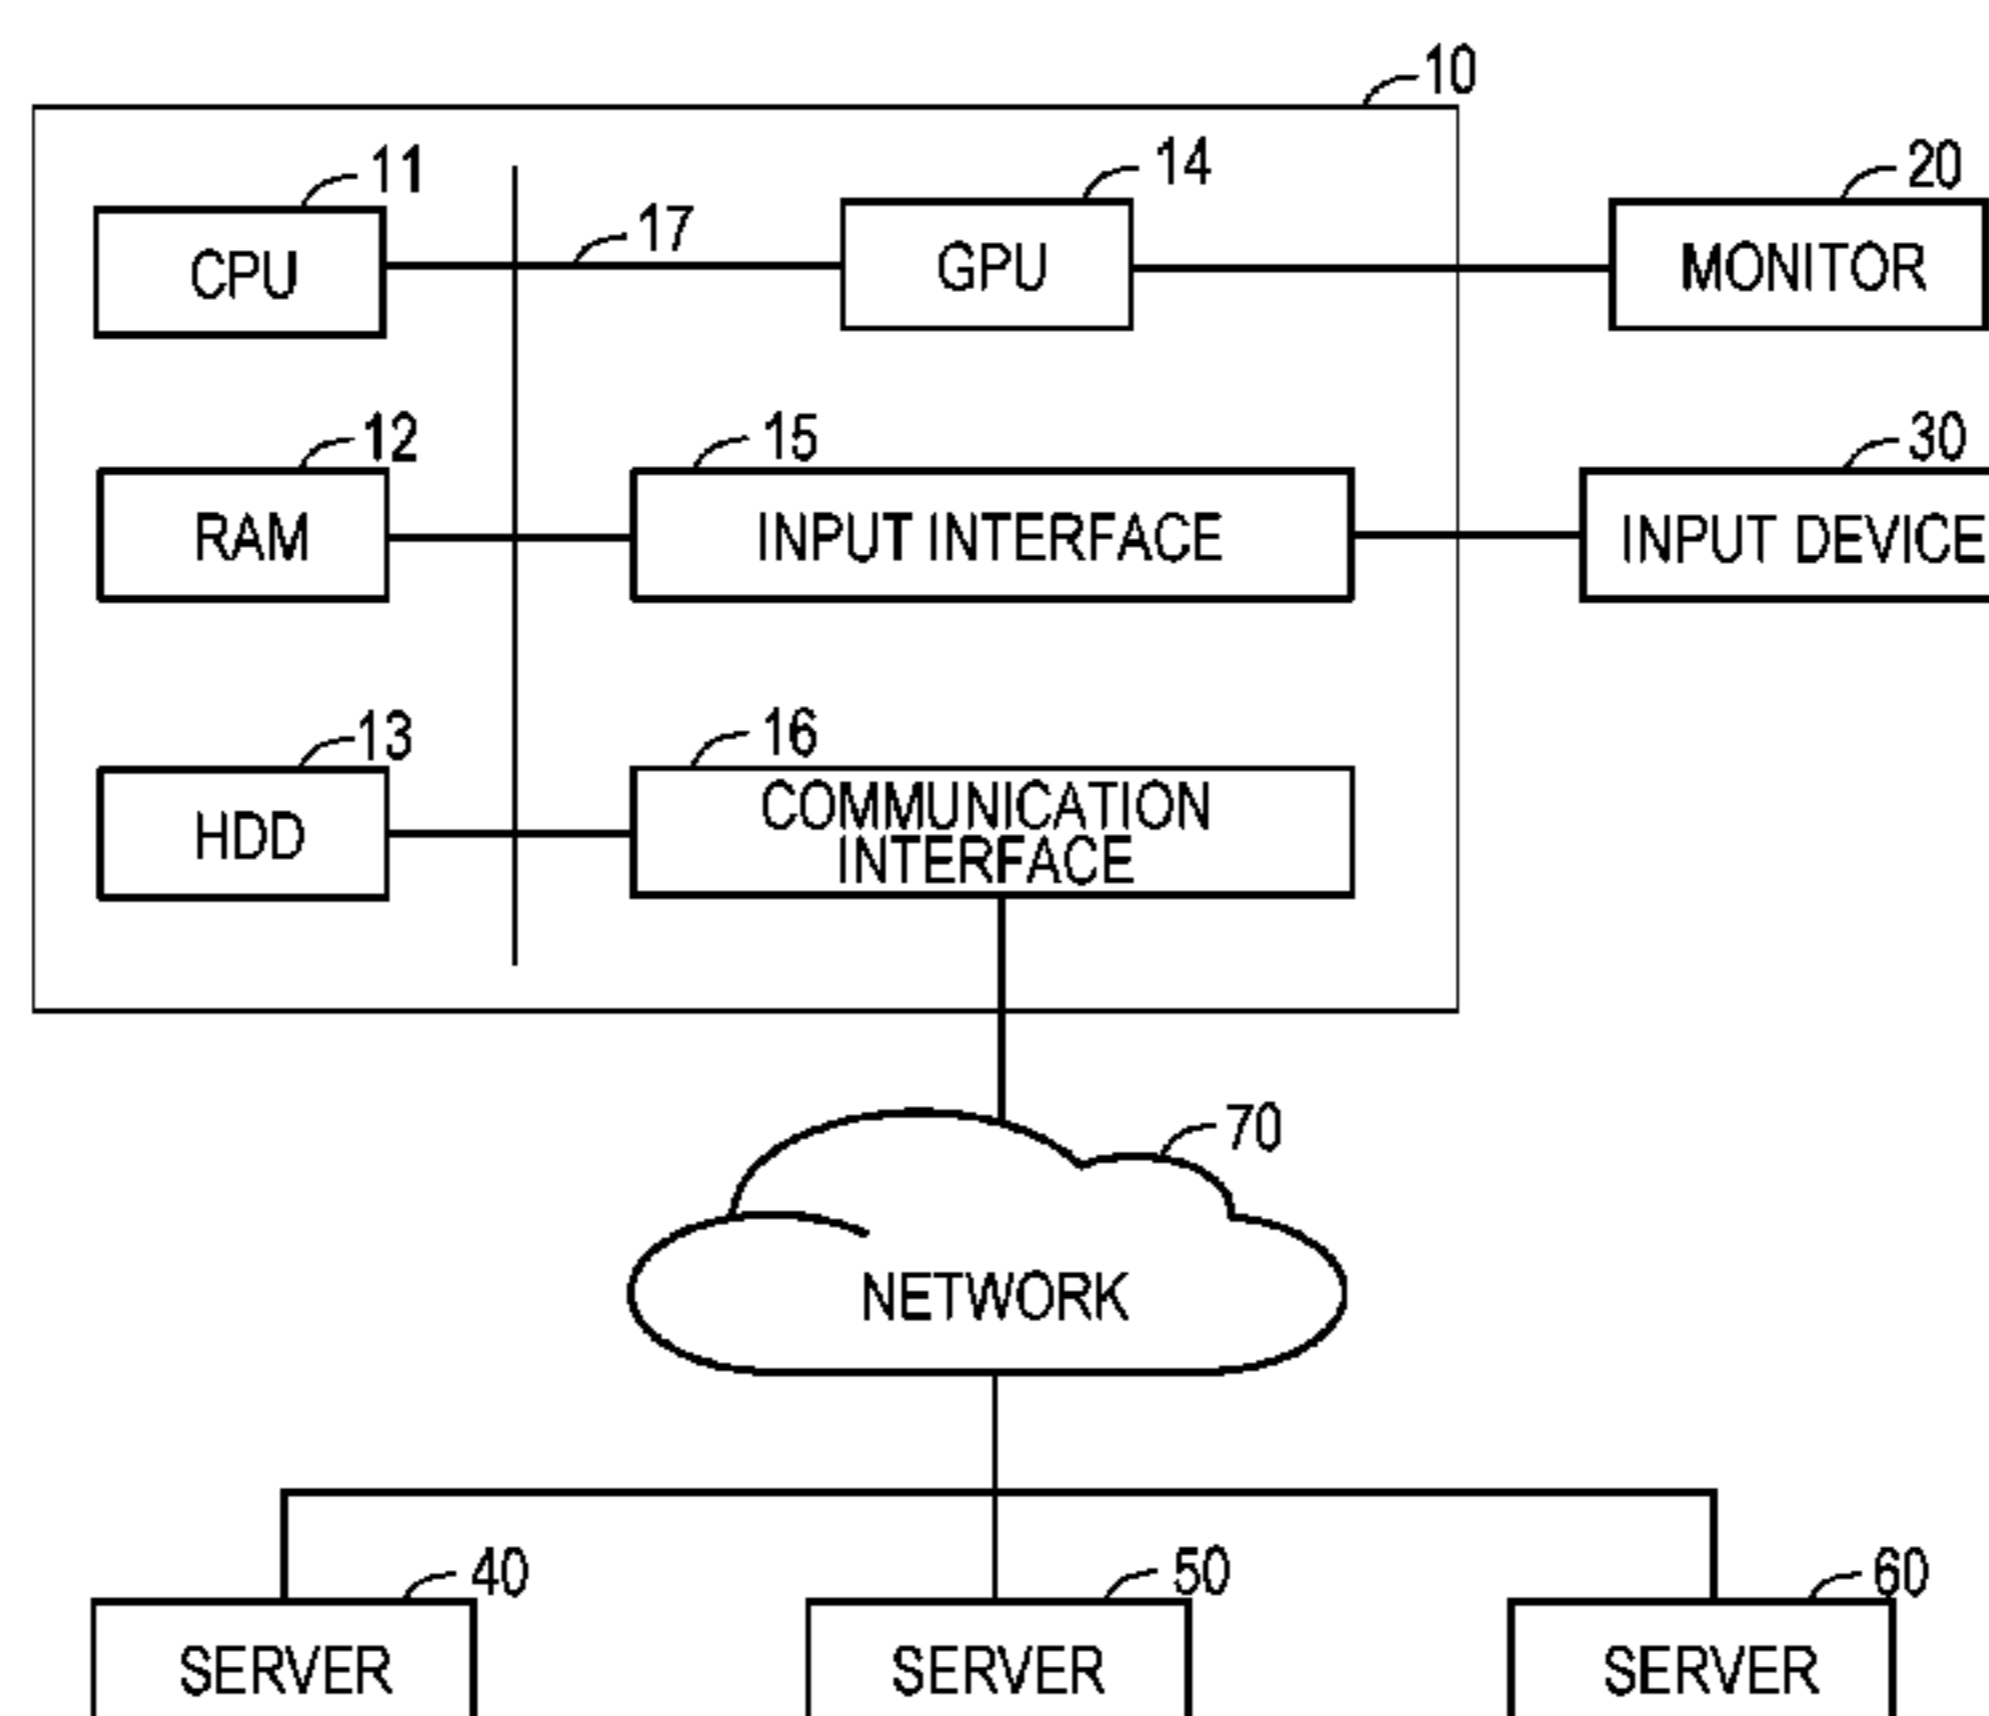 10
11
14
20
17
CPU
GPU
MONITOR
12
15
30
RAM
INPUT INTERFACE
INPUT DEVICE
13
16
HDD
COMMUNICATION
INTERFACE
70
NETWORK
40
50
60
SERVER
SERVER
SERVER